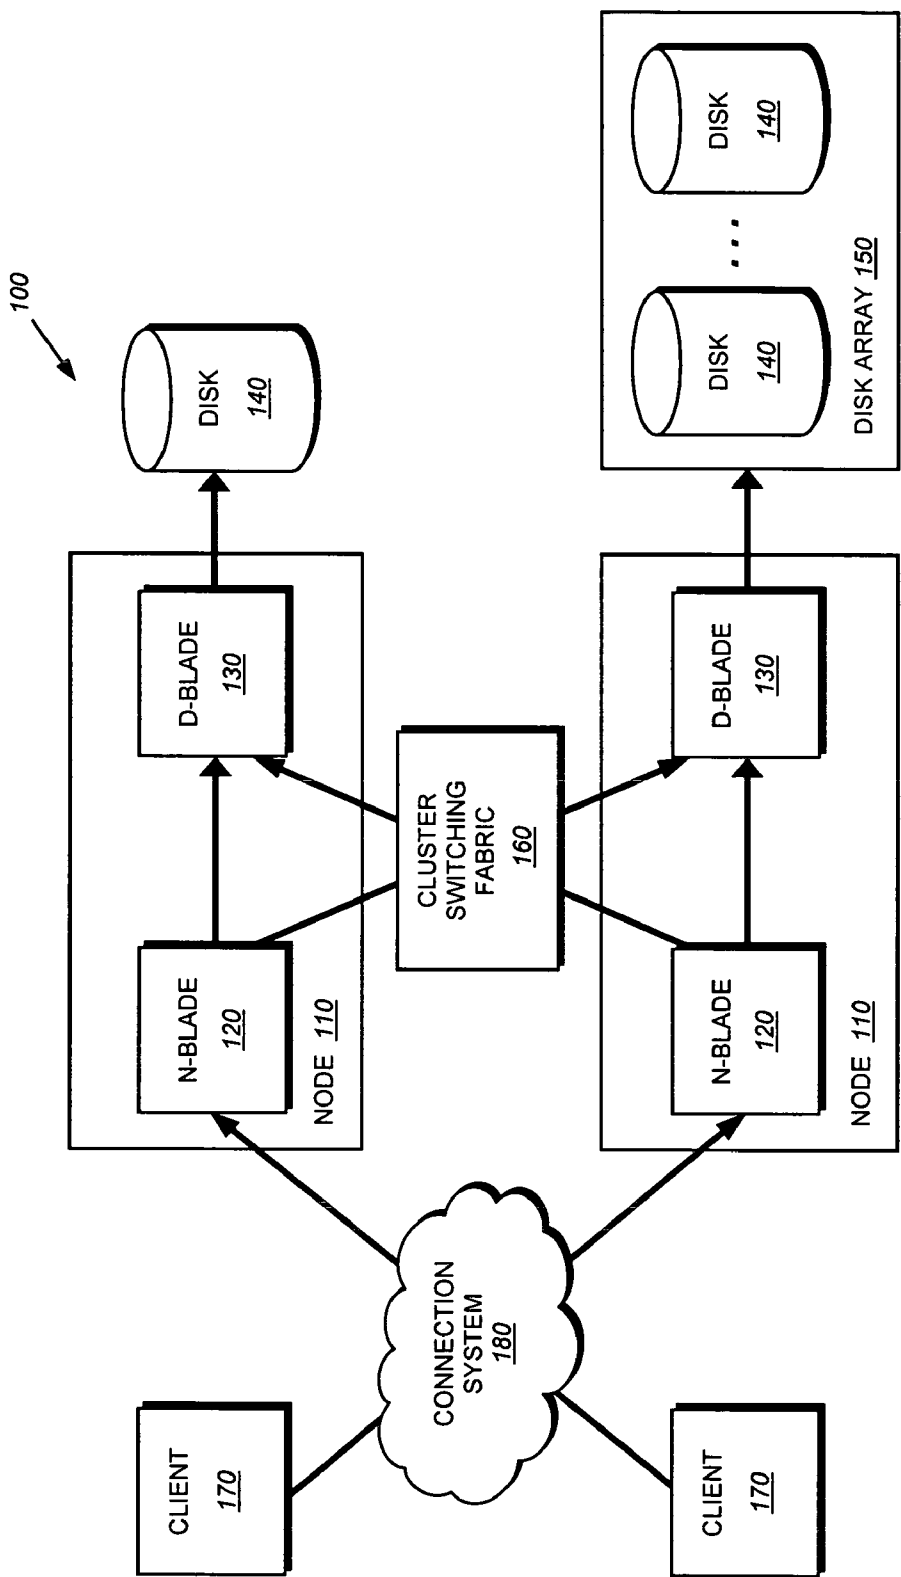 100
CLIENT
170
CONNECTION
SYSTEM
180
N-BLADE
120
NODE 110
D-BLADE
130
DISK
140
CLUSTER
SWITCHING
FABRIC
160
CLIENT
170
N-BLADE
120
NODE 110
D-BLADE
130
DISK
140
...
DISK
140
DISK ARRAY 150